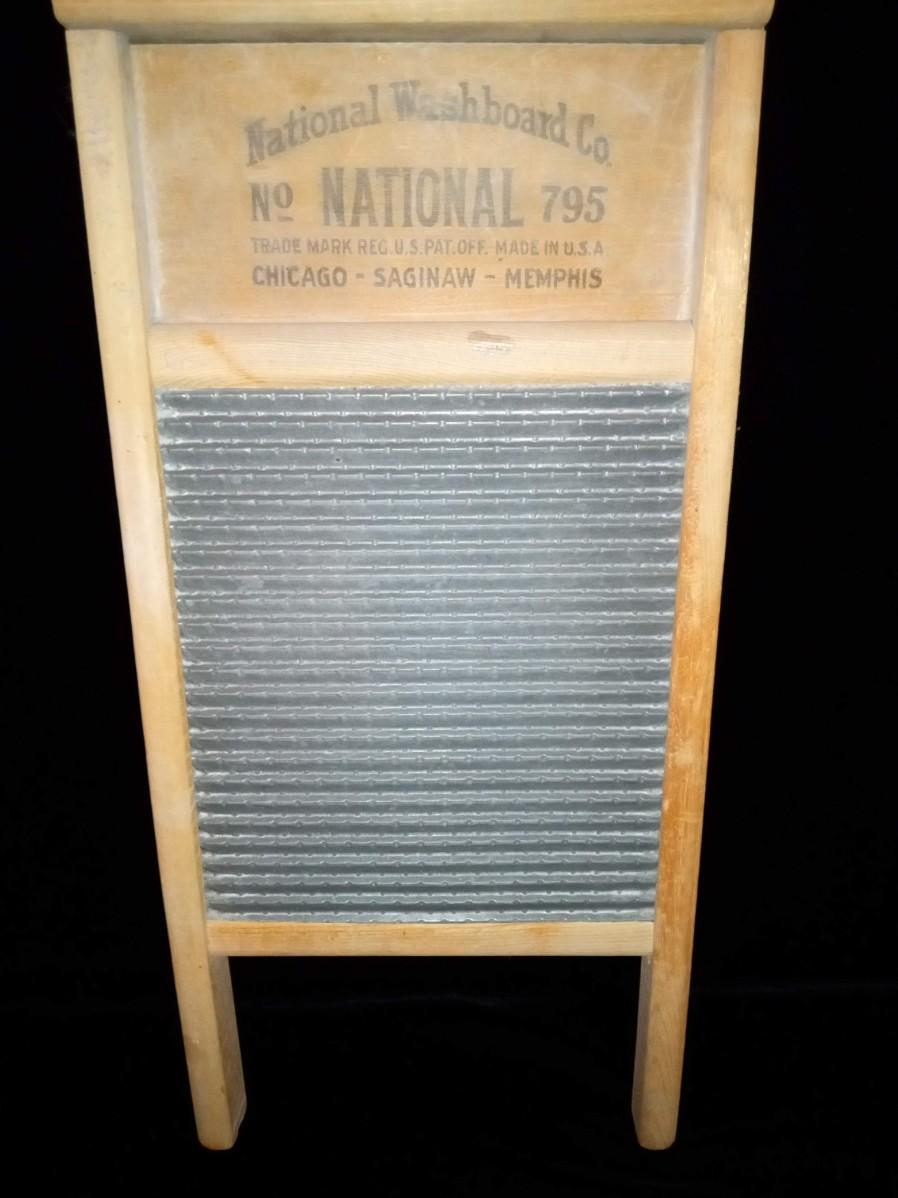 National Washboard Co.
No NATIONAL 795
TRADE MARK REG. U.S. PAT. OFF. MADE IN U.S.A
CHICAGO - SAGINAW - MEMPHIS